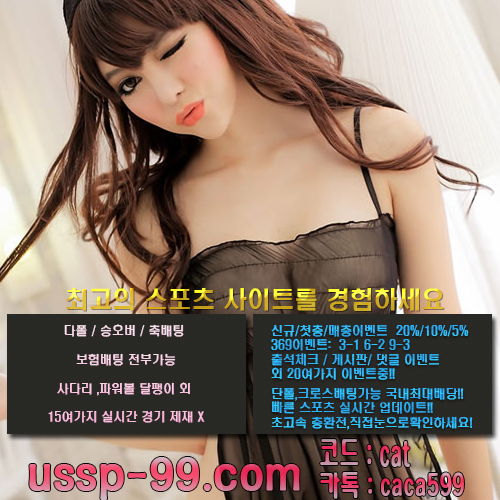 최고의 스포츠 사이트를 경험하세요
다폴 / 승오버 / 축배팅
보험배팅 전부가능
사다리 ,파워볼 달팽이 외
15여가지 실시간 경기 제재 X
신규/첫충/매충이벤트 20%/10%/5%
369이벤트: 3-1 6-2 9-3
출석체크 / 게시판/ 댓글 이벤트
외 20여가지 이벤트중!!
단폴,크로스배팅가능 국내최대배당!!
빠른 스포츠 실시간 업데이트!!
초고속 충환전,직접눈으로확인하세요!
ussp-99.com
코드 : cat
카톡 : caca599